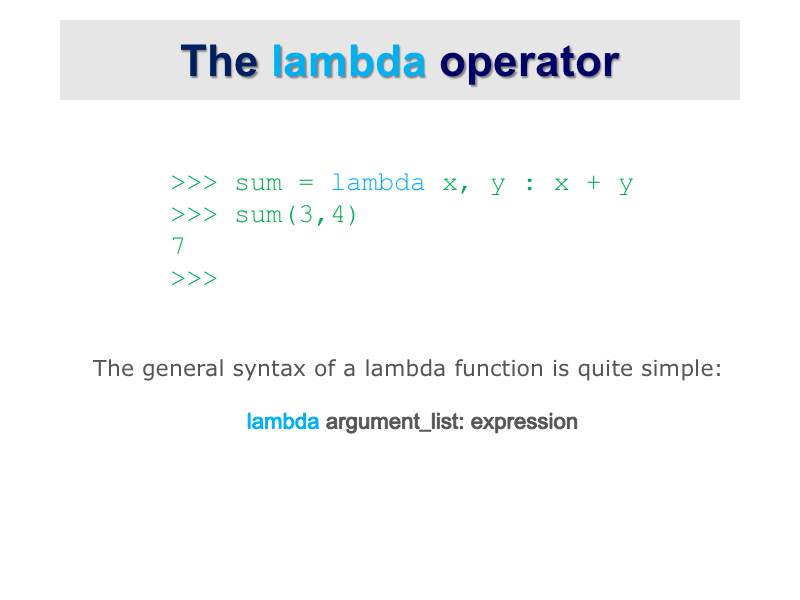 The lambda operator
>>> sum = lambda x, y : x + y
>>> sum(3,4)
7
>>>
The general syntax of a lambda function is quite simple:
lambda argument_list: expression